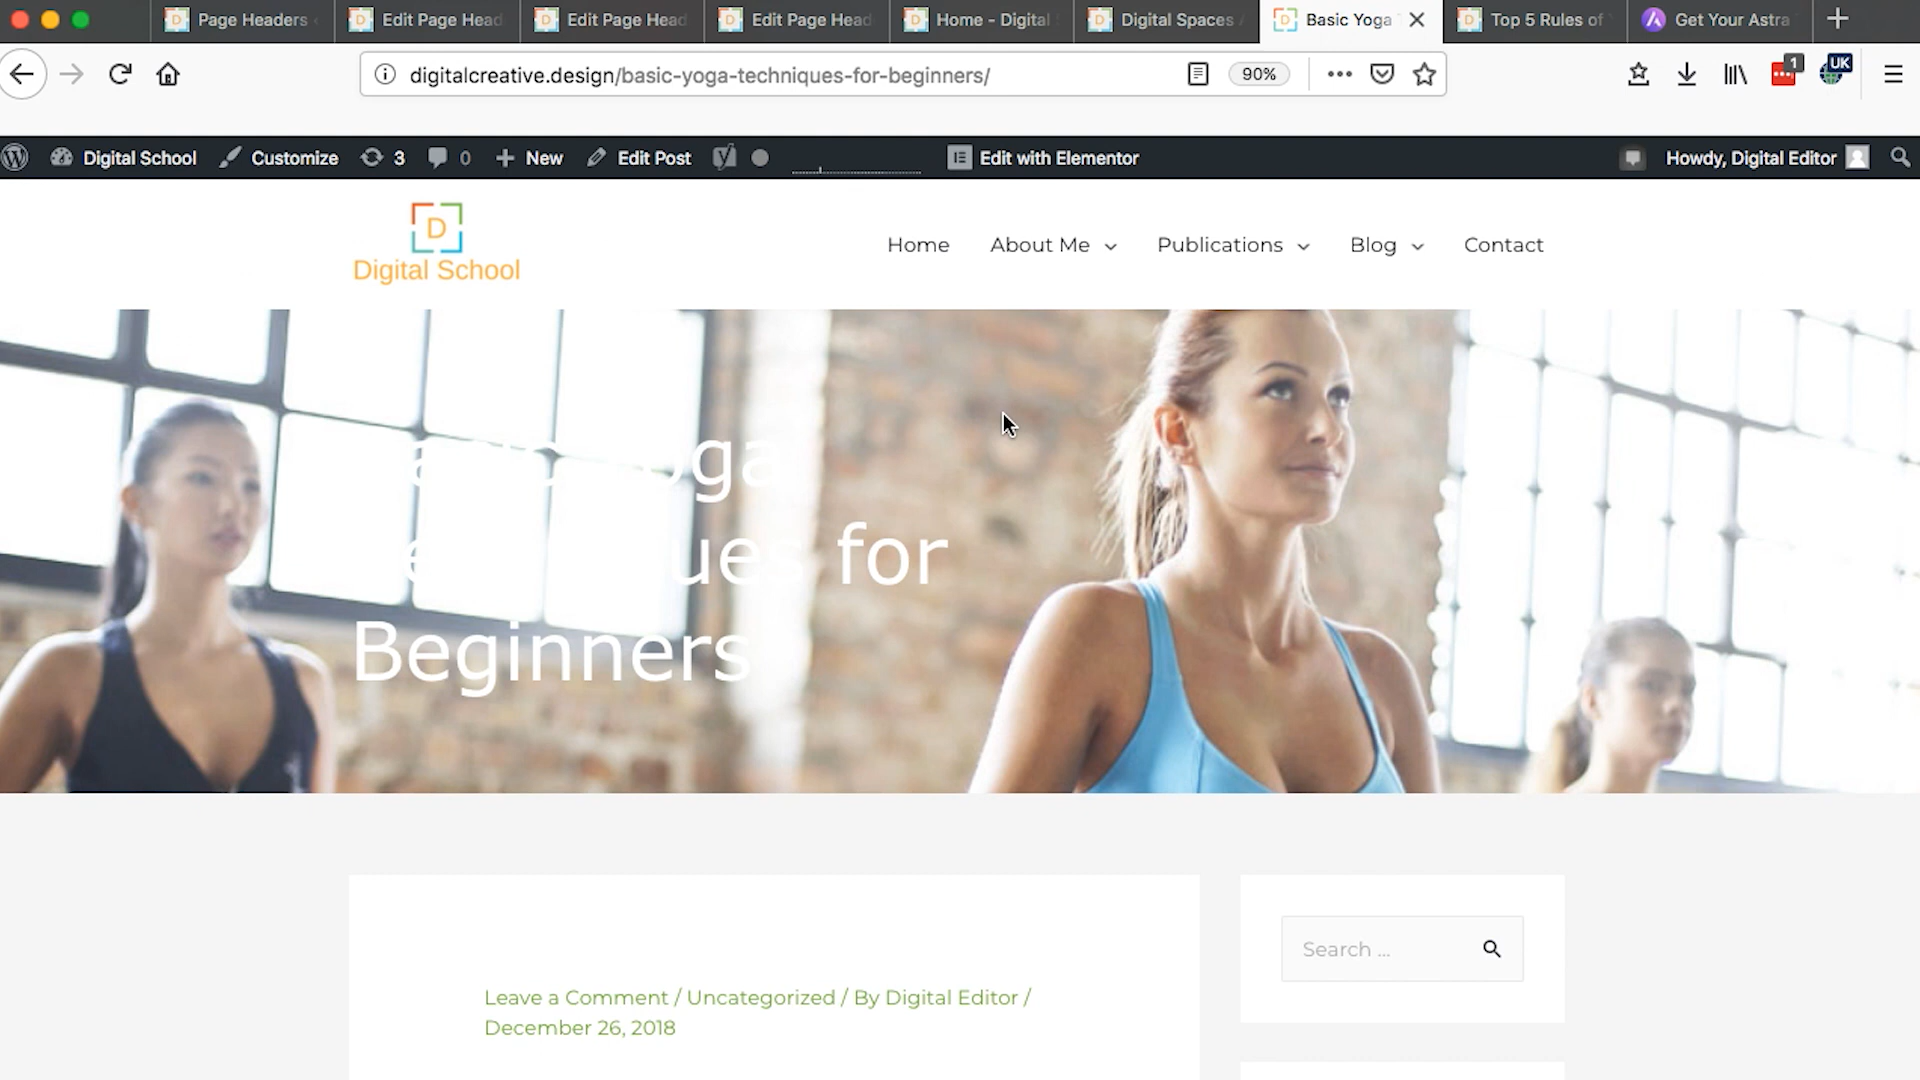 Page Headers
Edit Page Head
Edit Page Head
Edit Page Head
Home - Digital
Digital Spaces
Basic Yoga
Top 5 Rules of
Get Your Astra
digitalcreative.design/basic-yoga-techniques-for-beginners/
90%
1
UK
Digital School
Customize
3
0
New
Edit Post
Edit with Elementor
Howdy, Digital Editor
D
Digital School
Home
About Me
Publications
Blog
Contact
for
Beginners
Search ...
Leave a Comment / Uncategorized / By Digital Editor /
December 26, 2018